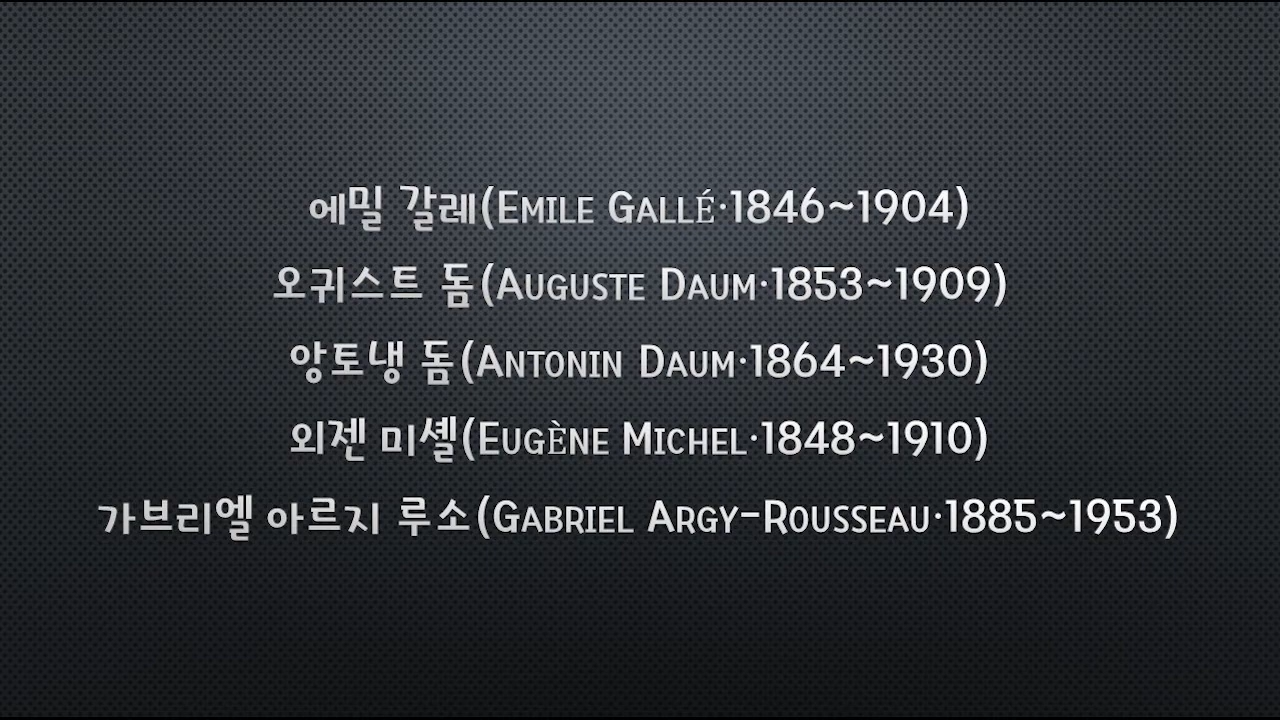 에밀 갈레(Emile Gallé·1846~1904)
오귀스트 돔(Auguste Daum·1853~1909)
앙토냉 돔(Antonin Daum·1864~1930)
외젠 미셸(Eugène Michel·1848~1910)
가브리엘 아르지 루소(Gabriel Argy-Rousseau·1885~1953)